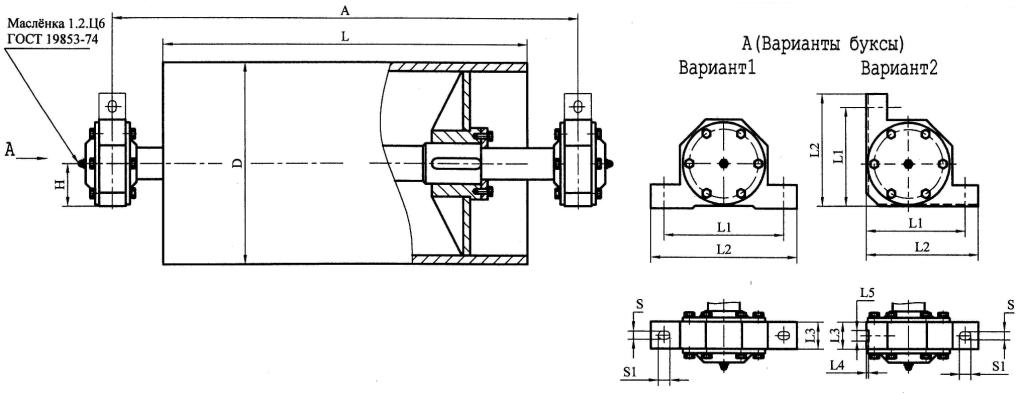 Маслёнка 1.2.Ц6
ГОСТ 19853-74
А
L
А
H
D
А(Варианты буксы)
Вариант1
Вариант2
L1
L2
L2
L1
L1
L2
S
S1
L3
L5
L3
L4
S
S1